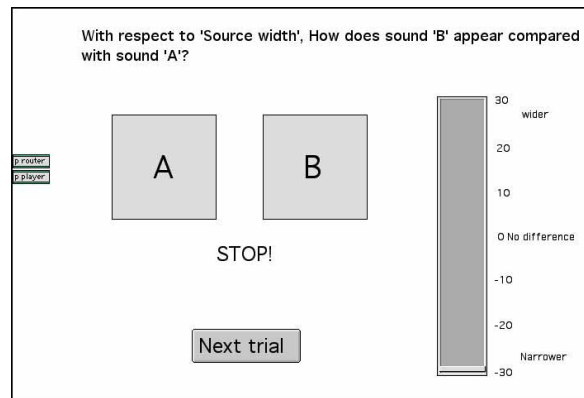 With respect to 'Source width', How does sound 'B' appear compared
with sound 'A'?
30
wider
p router
p player
A
B
20
10
0 No difference
STOP!
-10
-20
Next trial
Narrower
-30